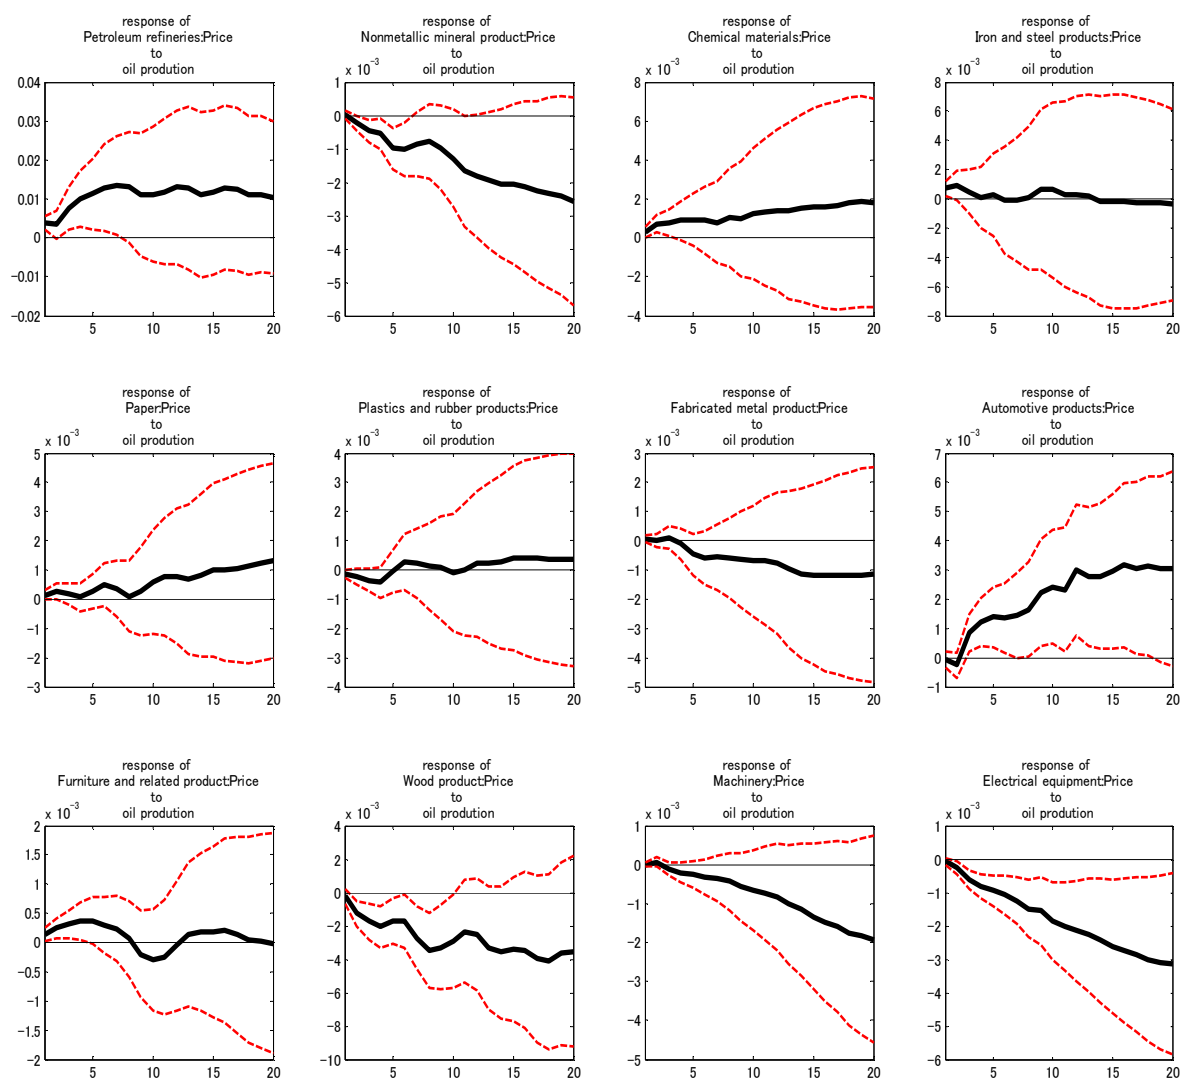 response of
Petroleum refineries:Price
to
oil prodution
0.04
0.03
0.02
0.01
0
-0.01
-0.02
5 10 15 20
response of
Nonmetallic mineral product:Price
to
oil prodution
x 10^-3
1
0
-1
-2
-3
-4
-5
-6
5 10 15 20
response of
Chemical materials:Price
to
oil prodution
x 10^-3
8
6
4
2
0
-2
-4
5 10 15 20
response of
Iron and steel products:Price
to
oil prodution
x 10^-3
8
6
4
2
0
-2
-4
-6
-8
5 10 15 20
response of
Paper:Price
to
oil prodution
x 10^-3
5
4
3
2
1
0
-1
-2
-3
5 10 15 20
response of
Plastics and rubber products:Price
to
oil prodution
x 10^-3
4
3
2
1
0
-1
-2
-3
-4
5 10 15 20
response of
Fabricated metal product:Price
to
oil prodution
x 10^-3
3
2
1
0
-1
-2
-3
-4
-5
5 10 15 20
response of
Automotive products:Price
to
oil prodution
x 10^-3
7
6
5
4
3
2
1
0
-1
5 10 15 20
response of
Furniture and related product:Price
to
oil prodution
x 10^-3
2
1.5
1
0.5
0
-0.5
-1
-1.5
-2
5 10 15 20
response of
Wood product:Price
to
oil prodution
x 10^-3
4
2
0
-2
-4
-6
-8
-10
5 10 15 20
response of
Machinery:Price
to
oil prodution
x 10^-3
1
0
-1
-2
-3
-4
-5
5 10 15 20
response of
Electrical equipment:Price
to
oil prodution
x 10^-3
1
0
-1
-2
-3
-4
-5
-6
5 10 15 20